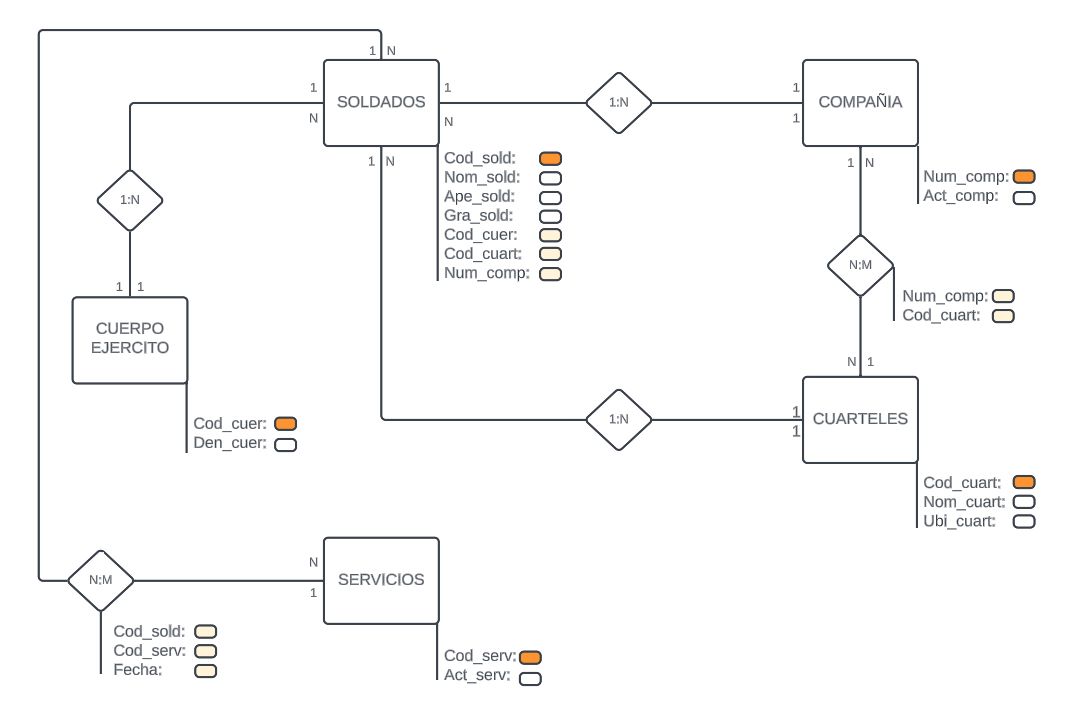 1 N
1
SOLDADOS
1
1:N
1
COMPAÑIA
N
N
1
1 N
1 N
Cod_sold:
Nom_sold:
Ape_sold:
Gra_sold:
Cod_cuer:
Cod_cuart:
Num_comp:
Num_comp:
Act_comp:
1:N
N:M
1 1
Num_comp:
Cod_cuart:
CUERPO
EJERCITO
N 1
1:N
1
1
CUARTELES
Cod_cuer:
Den_cuer:
Cod_cuart:
Nom_cuart:
Ubi_cuart:
N:M
N
1
SERVICIOS
Cod_sold:
Cod_serv:
Fecha:
Cod_serv:
Act_serv: